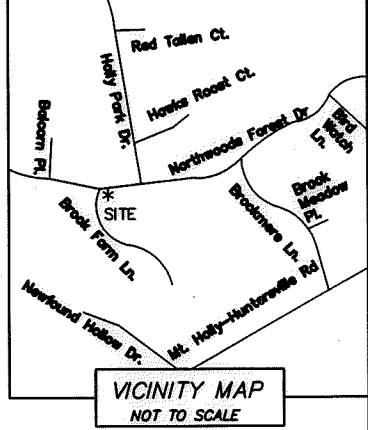 Red Tallen Ct.
Holly Park Dr.
Hawks Roost Ct.
Balcorn Pl.
Northwoods Forest Dr
Bird
Watch
Ln.
*
SITE
Brook Farm Ln.
Brookmere Ln.
Brook
Meadow
Pl.
Newfound Hollow Dr.
Mt. Holly-Huntersville Rd
VICINITY MAP
NOT TO SCALE